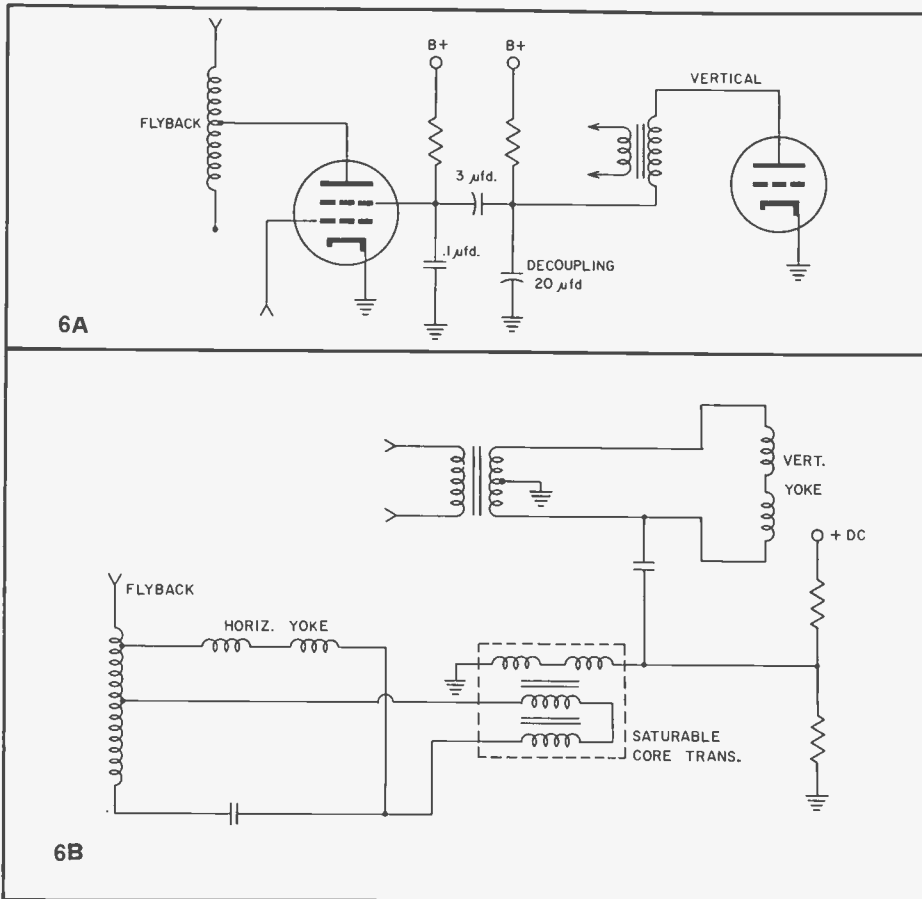 B+
B+
VERTICAL
FLYBACK
3 μfd.
.1 μfd.
DECOUPLING
20 μfd
6A
VERT.
YOKE
+ DC
FLYBACK
HORIZ. YOKE
SATURABLE
CORE TRANS.
6B